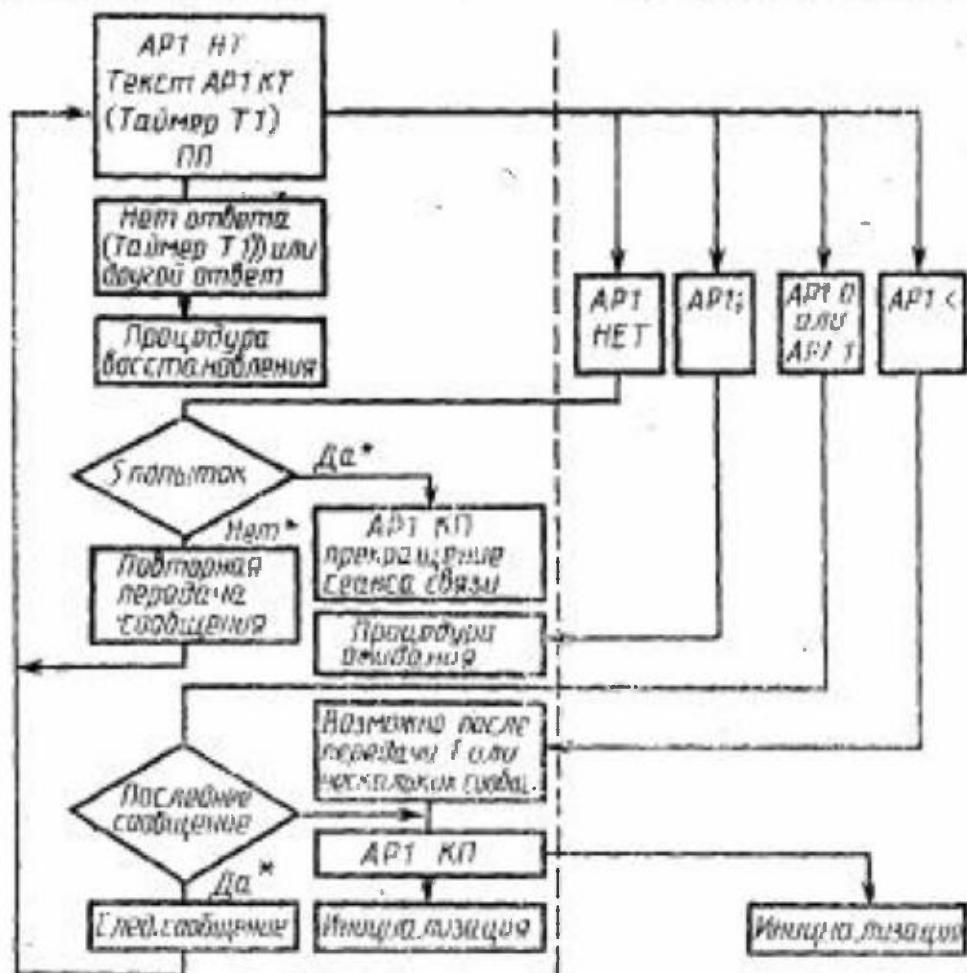 АР1 НТ
Текст АР1 КТ
(Таймер Т1)
ПП
Нет ответа
(Таймер Т1)) или
другой ответ
Процедура
восстановления
АР1
НЕТ
АР1;
АР1 0
или
АР1 1
АР1 <
5 попыток
Да*
Нет*
АР1 КП
прекращение
сеанса связи
Повторная
передача
сообщения
Процедура
ожидания
Возможно после
передачи 1 или
нескольких сообщ.
Последнее
сообщение
АР1 КП
Да*
След. сообщение
Инициализация
Инициализация